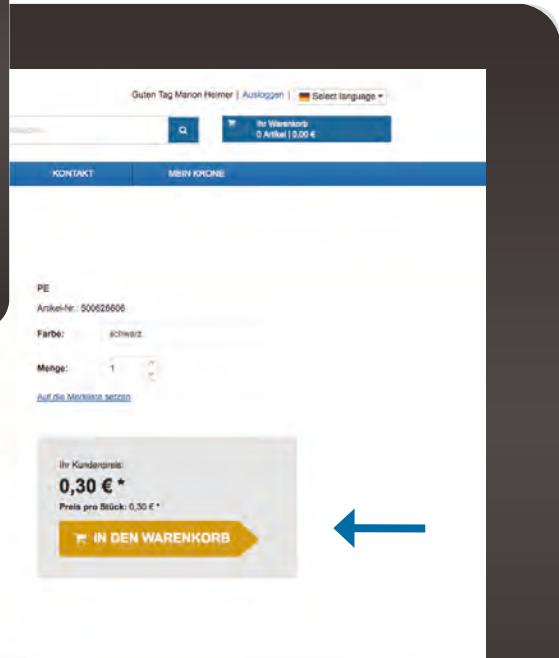 Guten Tag Marion Heimer | Ausloggen | Select language
Ihr Warenkorb
0 Artikel | 0,00 €
KONTAKT MEIN KRONE
PE
Artikel-Nr.: 500626606
Farbe: schwarz
Menge: 1
Auf die Merkliste setzen
Ihr Kundenpreis:
0,30 € *
Preis pro Stück: 0,30 € *
IN DEN WARENKORB